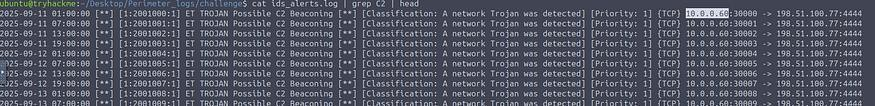 ubuntu@tryhackme:~/Desktop/Perimeter_logs/challenge$ cat ids_alerts.log | grep C2 | head
2025-09-11 01:00:00 [**] [1:2001000:1] ET TROJAN Possible C2 Beaconing [**] [Classification: A network Trojan was detected] [Priority: 1] {TCP} 10.0.0.60:30000 -> 198.51.100.77:4444
2025-09-11 07:00:00 [**] [1:2001001:1] ET TROJAN Possible C2 Beaconing [**] [Classification: A network Trojan was detected] [Priority: 1] {TCP} 10.0.0.60:30001 -> 198.51.100.77:4444
2025-09-11 13:00:00 [**] [1:2001002:1] ET TROJAN Possible C2 Beaconing [**] [Classification: A network Trojan was detected] [Priority: 1] {TCP} 10.0.0.60:30002 -> 198.51.100.77:4444
2025-09-11 19:00:00 [**] [1:2001003:1] ET TROJAN Possible C2 Beaconing [**] [Classification: A network Trojan was detected] [Priority: 1] {TCP} 10.0.0.60:30003 -> 198.51.100.77:4444
2025-09-12 01:00:00 [**] [1:2001004:1] ET TROJAN Possible C2 Beaconing [**] [Classification: A network Trojan was detected] [Priority: 1] {TCP} 10.0.0.60:30004 -> 198.51.100.77:4444
2025-09-12 07:00:00 [**] [1:2001005:1] ET TROJAN Possible C2 Beaconing [**] [Classification: A network Trojan was detected] [Priority: 1] {TCP} 10.0.0.60:30005 -> 198.51.100.77:4444
2025-09-12 13:00:00 [**] [1:2001006:1] ET TROJAN Possible C2 Beaconing [**] [Classification: A network Trojan was detected] [Priority: 1] {TCP} 10.0.0.60:30006 -> 198.51.100.77:4444
2025-09-12 19:00:00 [**] [1:2001007:1] ET TROJAN Possible C2 Beaconing [**] [Classification: A network Trojan was detected] [Priority: 1] {TCP} 10.0.0.60:30007 -> 198.51.100.77:4444
2025-09-13 01:00:00 [**] [1:2001008:1] ET TROJAN Possible C2 Beaconing [**] [Classification: A network Trojan was detected] [Priority: 1] {TCP} 10.0.0.60:30008 -> 198.51.100.77:4444
2025-09-13 07:00:00 [**] [1:2001009:1] ET TROJAN Possible C2 Beaconing [**] [Classification: A network Trojan was detected] [Priority: 1] {TCP} 10.0.0.60:30009 -> 198.51.100.77:4444